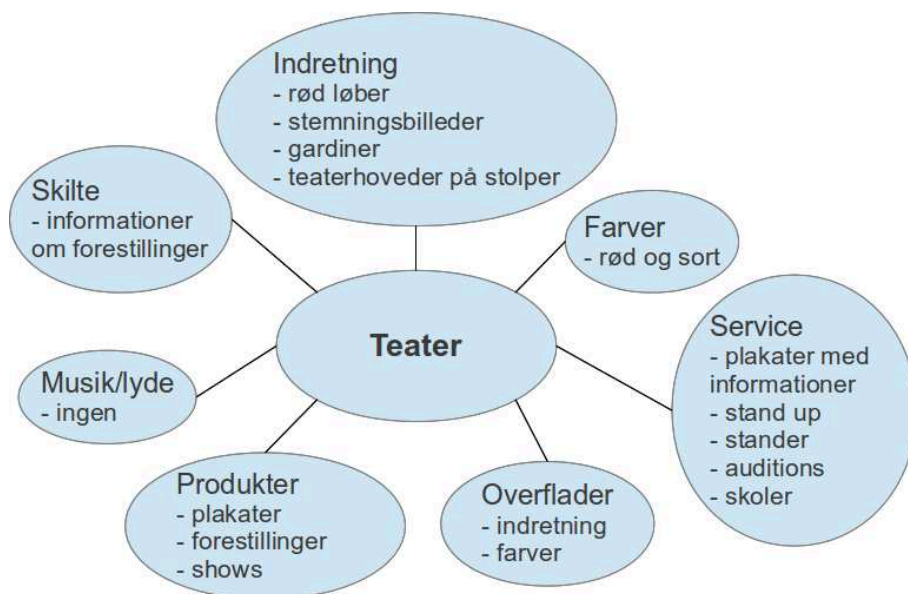 Indretning
- rød løber
- stemningsbilleder
- gardiner
- teaterhoveder på stolper
Skilte
- informationer
om forestillinger
Farver
- rød og sort
Teater
Service
- plakater med
informationer
- stand up
- stander
- auditions
- skoler
Musik/lyde
- ingen
Produkter
- plakater
- forestillinger
- shows
Overflader
- indretning
- farver